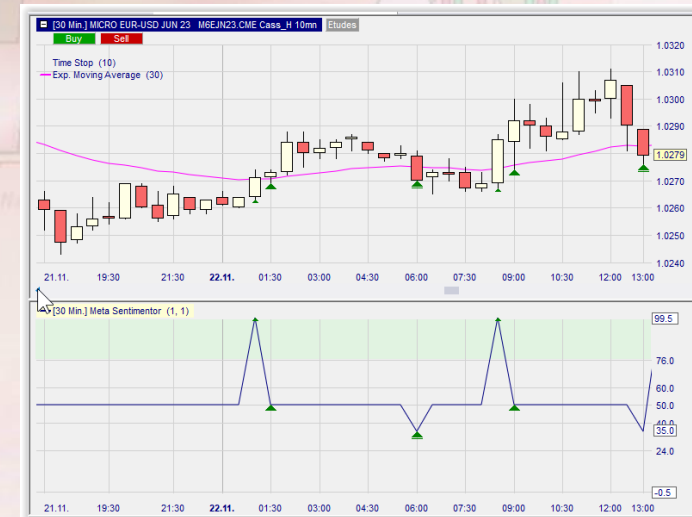 [30 Min.] MICRO EUR-USD JUN 23 M6EJN23.CME Cass_H 10mn Etudes
Buy Sell
Time Stop (10)
Exp. Moving Average (30)
1.0320
1.0310
1.0300
1.0290
1.0279
1.0270
1.0260
1.0250
1.0240
21.11. 19:30 21:30 22.11. 01:30 03:00 04:30 06:00 07:30 09:00 10:30 12:00 13:00
[30 Min.] Meta Sentimentor (1, 1)
99.5
76.0
60.0
50.0
35.0
24.0
-0.5
21.11. 19:30 21:30 22.11. 01:30 03:00 04:30 06:00 07:30 09:00 10:30 12:00 13:00